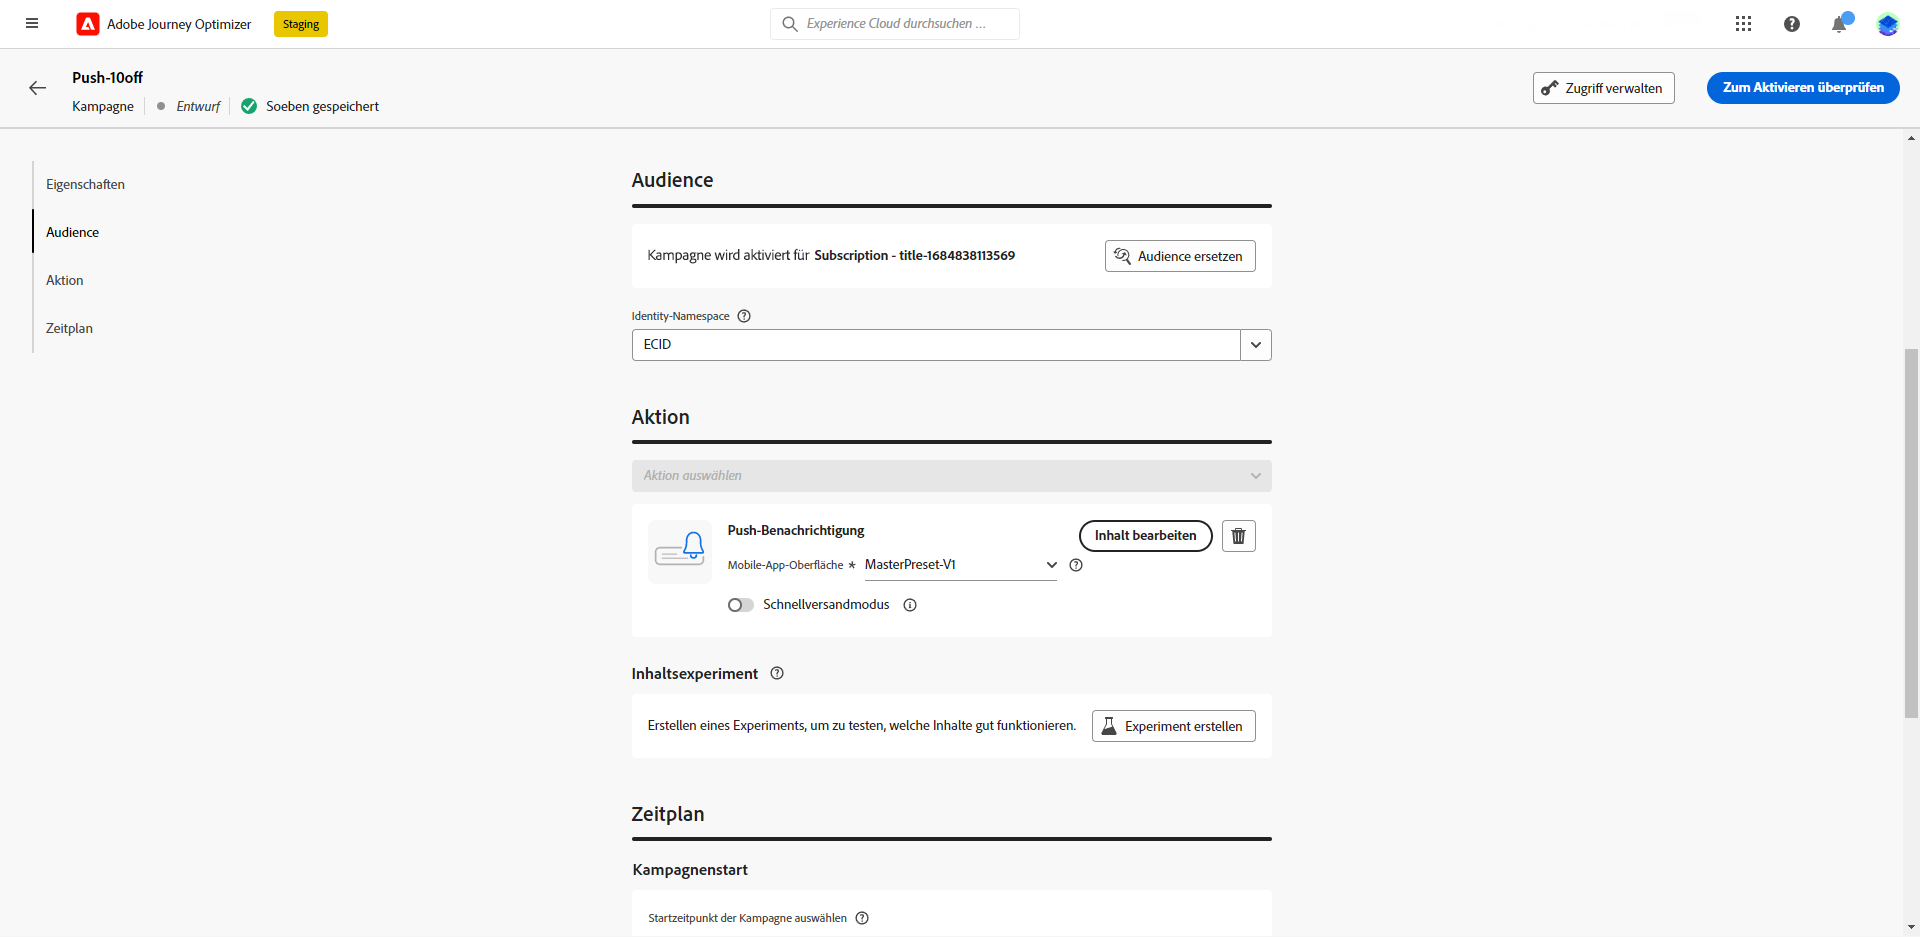 Adobe Journey Optimizer
Staging
Experience Cloud durchsuchen ...
Push-10off
Kampagne
Entwurf
Soeben gespeichert
Zugriff verwalten
Zum Aktivieren überprüfen
Eigenschaften
Audience
Aktion
Zeitplan
Audience
Kampagne wird aktiviert für Subscription - title-1684838113569
Audience ersetzen
Identity-Namespace
ECID
Aktion
Aktion auswählen
Push-Benachrichtigung
Inhalt bearbeiten
Mobile-App-Oberfläche * MasterPreset-V1
Schnellversandmodus
Inhaltsexperiment
Erstellen eines Experiments, um zu testen, welche Inhalte gut funktionieren.
Experiment erstellen
Zeitplan
Kampagnenstart
Startzeitpunkt der Kampagne auswählen